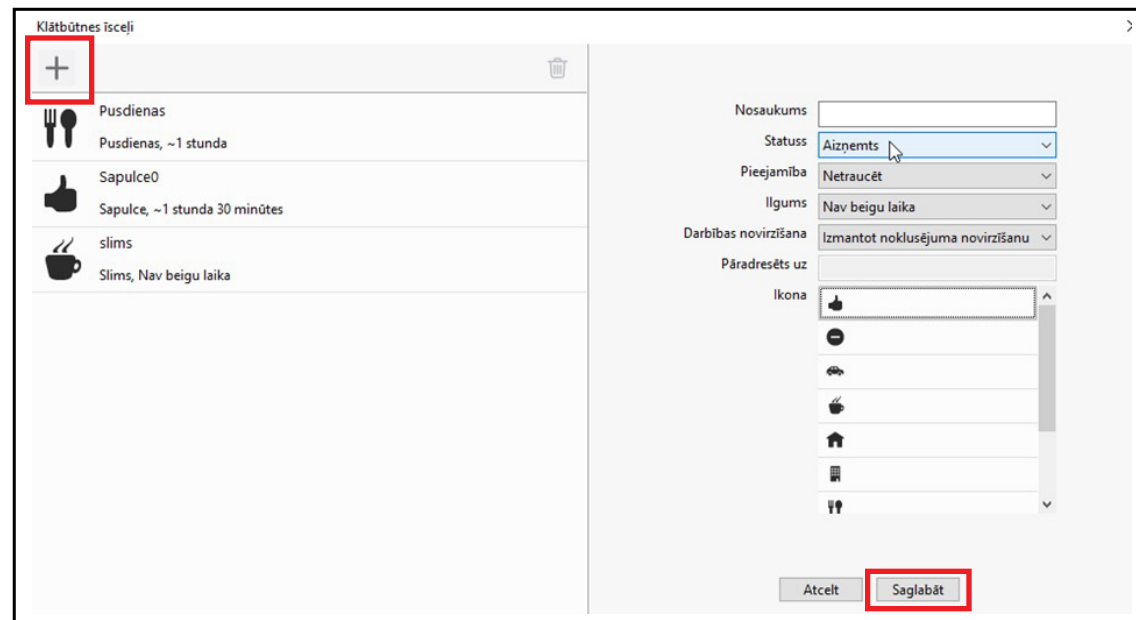 Klātbūtnes īsceļi
Pusdienas
Pusdienas, ~1 stunda
Sapulce0
Sapulce, ~1 stunda 30 minūtes
slims
Slims, Nav beigu laika
Nosaukums
Statuss Aizņemts
Pieejamība Netraucēt
Ilgums Nav beigu laika
Darbības novirzīšana Izmantot noklusējuma novirzīšanu
Pāradresēts uz
Ikona
Atcelt Saglabāt